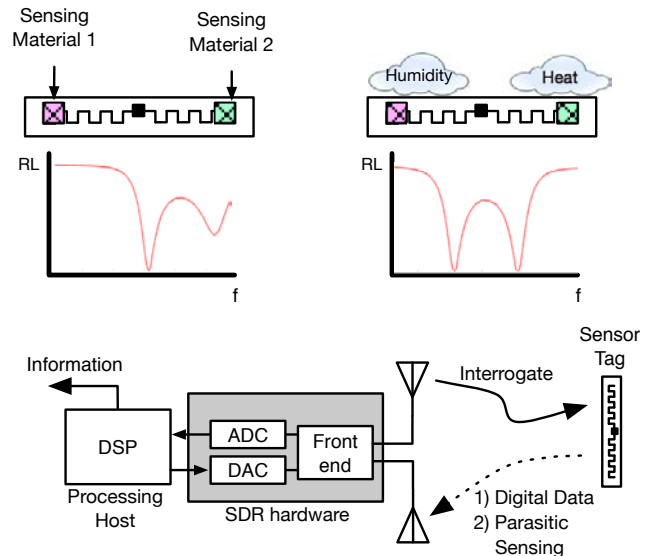 Sensing
Material 1
Sensing
Material 2
Humidity
Heat
RL
f
RL
f
Information
DSP
Processing
Host
ADC
DAC
Front
end
SDR hardware
Interrogate
Sensor
Tag
1) Digital Data
2) Parasitic
Sensing